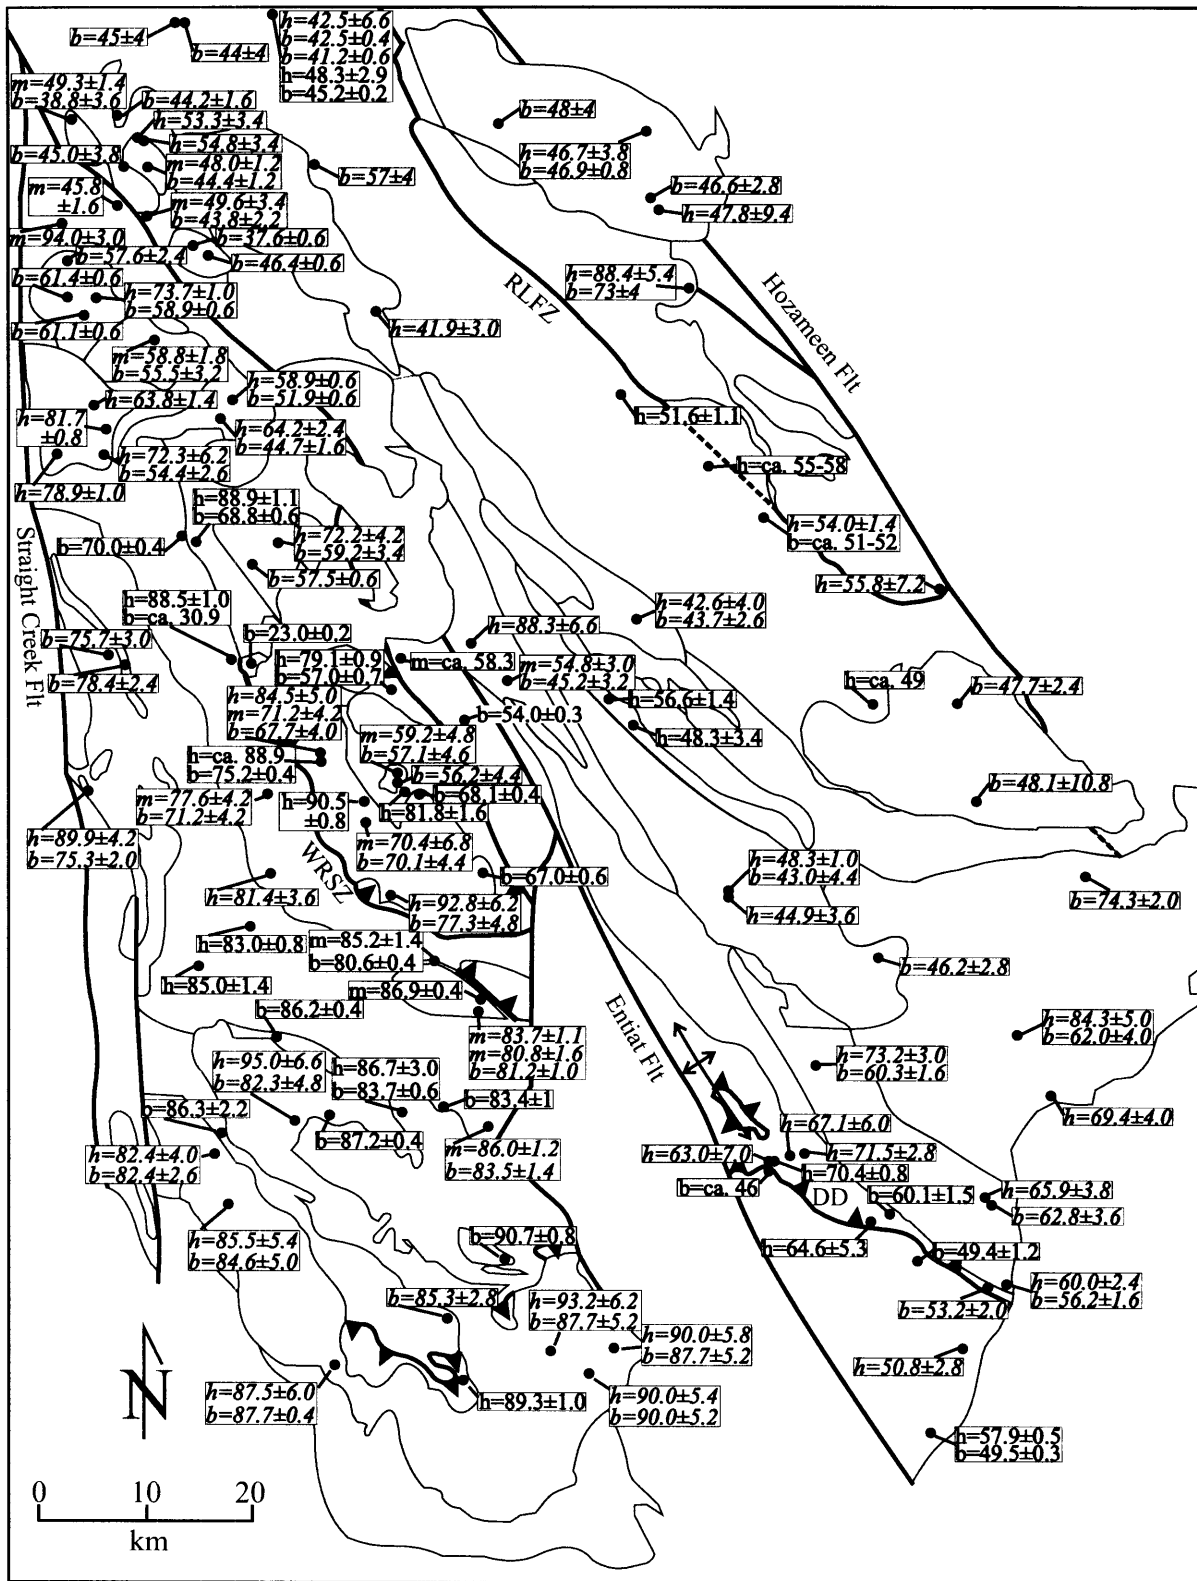 b=45±4
b=44±4
h=42.5±6.6
b=42.5±0.4
b=41.2±0.6
h=48.3±2.9
b=45.2±0.2
m=49.3±1.4
b=38.8±3.6
b=44.2±1.6
h=53.3±3.4
h=54.8±3.4
b=45.0±3.8
m=48.0±1.2
b=44.4±1.2
b=57±4
b=48±4
h=46.7±3.8
b=46.9±0.8
b=46.6±2.8
h=47.8±9.4
m=45.8
±1.6
m=49.6±3.4
b=43.8±2.2
m=94.0±3.0
b=37.6±0.6
b=57.6±2.4
b=46.4±0.6
b=61.4±0.6
h=73.7±1.0
b=58.9±0.6
b=61.1±0.6
h=88.4±5.4
b=73±4
RLFZ
Hozameen Flt
h=41.9±3.0
m=58.8±1.8
b=55.5±3.2
h=63.8±1.4
h=58.9±0.6
b=51.9±0.6
h=81.7
±0.8
h=64.2±2.4
b=44.7±1.6
h=51.6±1.1
h=72.3±6.2
b=54.4±2.6
h=78.9±1.0
h=ca. 55-58
h=88.9±1.1
b=68.8±0.6
h=54.0±1.4
b=ca. 51-52
Straight Creek Flt
b=70.0±0.4
h=72.2±4.2
b=59.2±3.4
b=57.5±0.6
h=55.8±7.2
h=88.5±1.0
b=ca. 30.9
h=42.6±4.0
b=43.7±2.6
b=23.0±0.2
h=88.3±6.6
b=75.7±3.0
h=79.1±0.9
b=57.0±0.7
m=ca. 58.3
m=54.8±3.0
b=45.2±3.2
b=78.4±2.4
h=84.5±5.0
m=71.2±4.2
b=67.7±4.0
h=56.6±1.4
h=ca. 49
b=47.7±2.4
b=54.0±0.3
h=48.3±3.4
m=59.2±4.8
b=57.1±4.6
h=ca. 88.9
b=75.2±0.4
b=56.2±4.4
b=68.1±0.4
b=48.1±10.8
m=77.6±4.2
b=71.2±4.2
h=90.5
±0.8
h=81.8±1.6
h=89.9±4.2
b=75.3±2.0
m=70.4±6.8
b=70.1±4.4
WRSZ
b=67.0±0.6
h=48.3±1.0
b=43.0±4.4
h=44.9±3.6
b=74.3±2.0
h=81.4±3.6
h=92.8±6.2
b=77.3±4.8
h=83.0±0.8
m=85.2±1.4
b=80.6±0.4
h=85.0±1.4
m=86.9±0.4
b=46.2±2.8
b=86.2±0.4
m=83.7±1.1
m=80.8±1.6
b=81.2±1.0
Entiat Flt
h=84.3±5.0
b=62.0±4.0
h=95.0±6.6
b=82.3±4.8
h=86.7±3.0
b=83.7±0.6
h=73.2±3.0
b=60.3±1.6
b=86.3±2.2
b=87.2±0.4
b=83.4±1
h=69.4±4.0
h=67.1±6.0
h=82.4±4.0
b=82.4±2.6
m=86.0±1.2
b=83.5±1.4
h=63.0±7.0
h=71.5±2.8
h=70.4±0.8
b=ca. 46
DD
b=60.1±1.5
h=65.9±3.8
b=62.8±3.6
h=85.5±5.4
b=84.6±5.0
h=64.6±5.3
b=90.7±0.8
b=49.4±1.2
h=60.0±2.4
b=56.2±1.6
b=53.2±2.0
b=85.3±2.8
h=93.2±6.2
b=87.7±5.2
h=90.0±5.8
b=87.7±5.2
h=50.8±2.8
h=87.5±6.0
b=87.7±0.4
h=89.3±1.0
h=90.0±5.4
b=90.0±5.2
N
h=57.9±0.5
b=49.5±0.3
0 10 20
km